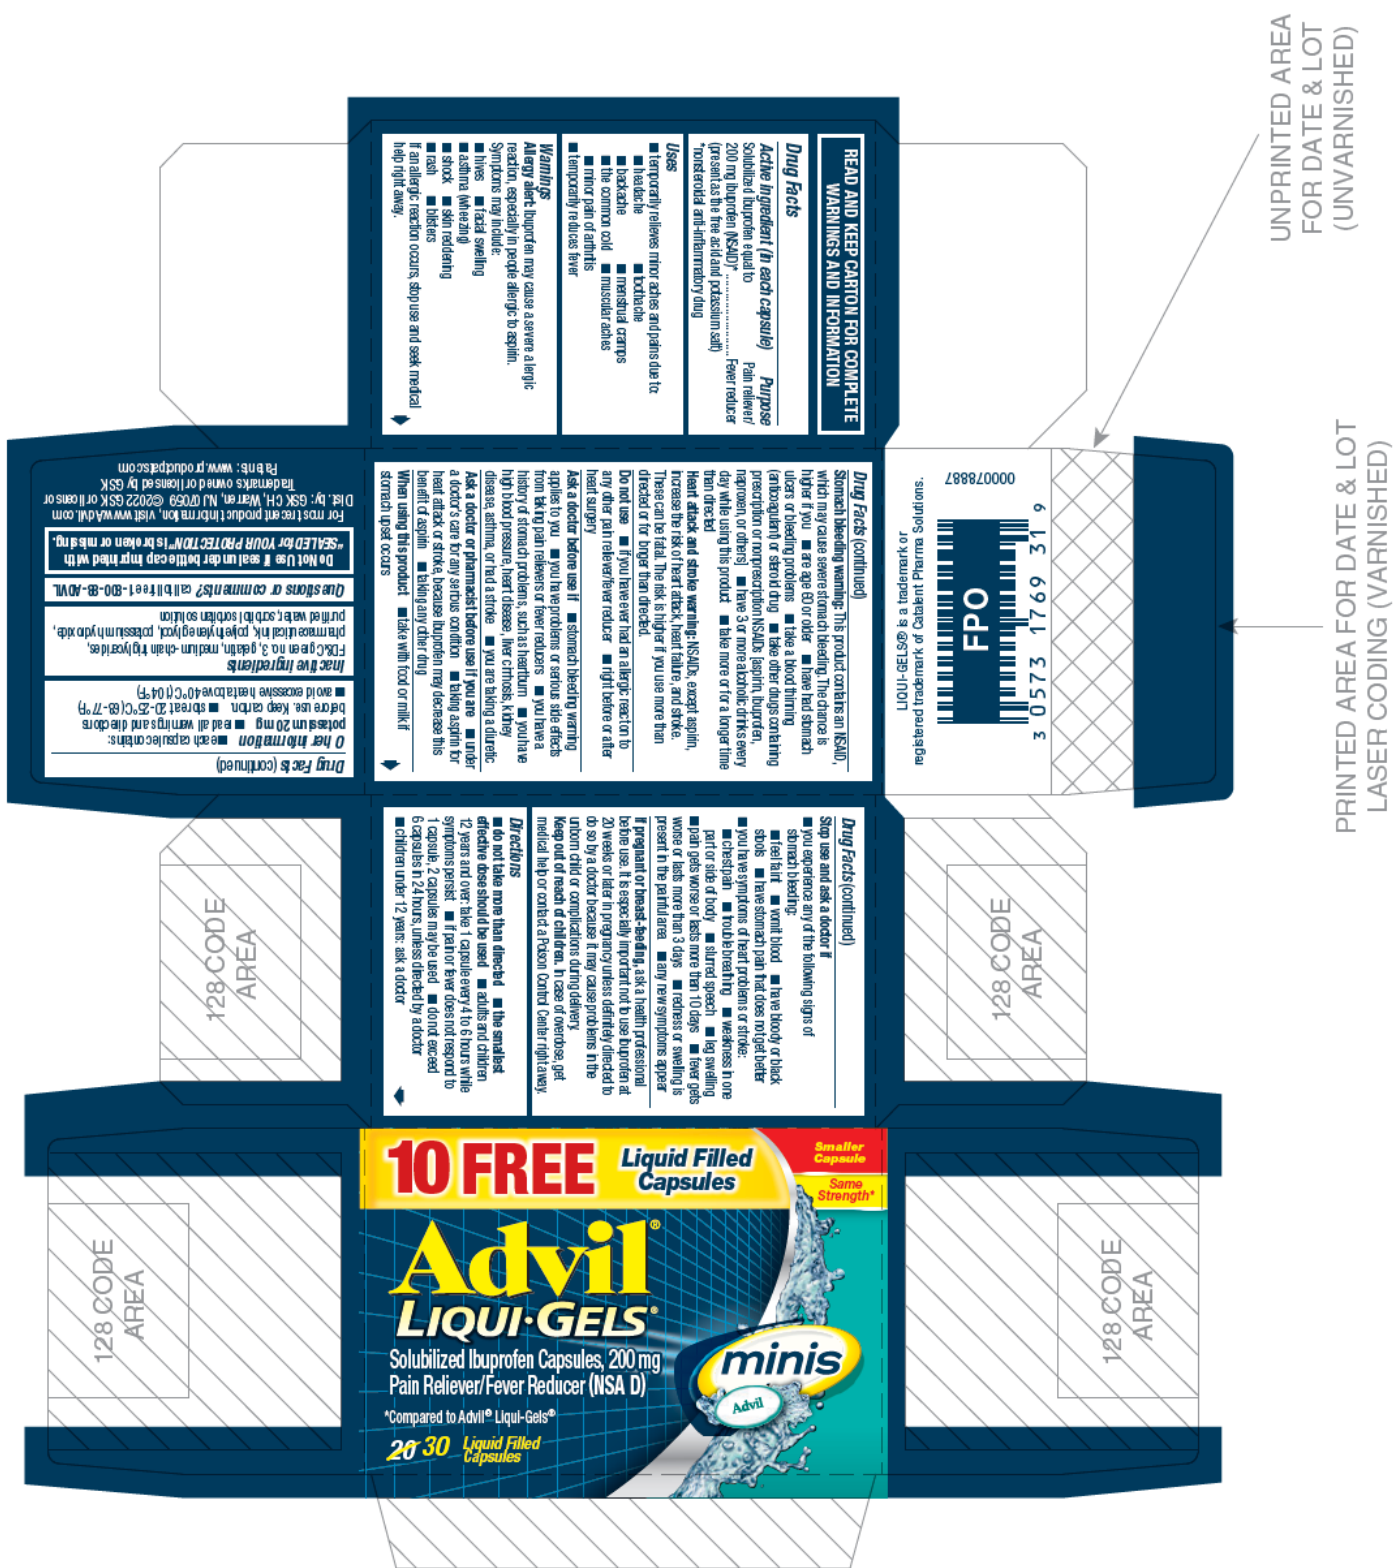 READ AND KEEP CARTON FOR COMPLETE
WARNINGS AND INFORMATION
Drug Facts
Active ingredient (in each capsule) Purpose
Solubilized ibuprofen equal to Pain reliever/
200 mg ibuprofen (NSAID)* ........................ Fever reducer
(present as the free acid and potassium salt)
*nonsteroidal anti-inflammatory drug
Uses
■ temporarily relieves minor aches and pains due to:
■ headache ■ toothache
■ backache ■ menstrual cramps
■ the common cold ■ muscular aches
■ minor pain of arthritis
■ temporarily reduces fever
Warnings
Allergy alert: Ibuprofen may cause a severe allergic
reaction, especially in people allergic to aspirin.
Symptoms may include:
■ hives ■ facial swelling
■ asthma (wheezing)
■ shock ■ skin reddening
■ rash ■ blisters
If an allergic reaction occurs, stop use and seek medical
help right away.
Drug Facts (continued)
Stomach bleeding warning: This product contains an NSAID,
which may cause severe stomach bleeding. The chance is
higher if you ■ are age 60 or older ■ have had stomach
ulcers or bleeding problems ■ take a blood thinning
(anticoagulant) or steroid drug ■ take other drugs containing
prescription or nonprescription NSAIDs [aspirin, ibuprofen,
naproxen, or others] ■ have 3 or more alcoholic drinks every
day while using this product ■ take more or for a longer time
than directed
Heart attack and stroke warning: NSAIDs, except aspirin,
increase the risk of heart attack, heart failure, and stroke.
These can be fatal. The risk is higher if you use more than
directed or for longer than directed.
Do not use ■ if you have ever had an allergic reaction to
any other pain reliever/fever reducer ■ right before or after
heart surgery
Ask a doctor before use if ■ stomach bleeding warning
applies to you ■ you have problems or serious side effects
from taking pain relievers or fever reducers ■ you have a
history of stomach problems, such as heartburn ■ you have
high blood pressure, heart disease, liver cirrhosis, kidney
disease, asthma, or had a stroke ■ you are taking a diuretic
Ask a doctor or pharmacist before use if you are ■ under
a doctor's care for any serious condition ■ taking aspirin for
heart attack or stroke, because ibuprofen may decrease this
benefit of aspirin ■ taking any other drug
When using this product ■ take with food or milk if
stomach upset occurs
Drug Facts (continued)
Stop use and ask a doctor if
■ you experience any of the following signs of
stomach bleeding:
■ feel faint ■ vomit blood ■ have bloody or black
stools ■ have stomach pain that does not get better
■ you have symptoms of heart problems or stroke:
■ chest pain ■ trouble breathing ■ weakness in one
part or side of body ■ slurred speech ■ leg swelling
■ pain gets worse or lasts more than 10 days ■ fever gets
worse or lasts more than 3 days ■ redness or swelling is
present in the painful area ■ any new symptoms appear
If pregnant or breast-feeding, ask a health professional
before use. It is especially important not to use ibuprofen at
20 weeks or later in pregnancy unless definitely directed to
do so by a doctor because it may cause problems in the
unborn child or complications during delivery.
Keep out of reach of children. In case of overdose, get
medical help or contact a Poison Control Center right away.
Directions
■ do not take more than directed ■ the smallest
effective dose should be used ■ adults and children
12 years and over: take 1 capsule every 4 to 6 hours while
symptoms persist ■ if pain or fever does not respond to
1 capsule, 2 capsules may be used ■ do not exceed
6 capsules in 24 hours, unless directed by a doctor
■ children under 12 years: ask a doctor
Drug Facts (continued)
Other information ■ each capsule contains:
potassium 20 mg ■ read all warnings and directions
before use. Keep carton. ■ store at 20-25°C (68-77°F)
■ avoid excessive heat above 40°C (104°F)
Inactive ingredients
FD&C green no. 3, gelatin, medium-chain triglycerides,
pharmaceutical ink, polyethylene glycol, potassium hydroxide,
purified water, sorbitol sorbitan solution
Questions or comments? call toll free 1-800-88-ADVIL
Do Not Use if seal under bottle cap imprinted with
"SEALED for YOUR PROTECTION" is broken or missing.
For most recent product information, visit www.Advil.com
Dist. by: GSK CH, Warren, NJ 07059 ©2022 GSK or licensor
Trademarks owned or licensed by GSK
Patents: www.productpats.com
LIQUI-GELS® is a trademark or
registered trademark of Catalent Pharma Solutions.
000078887
FPO
3 0573 1769 31 9
UNPRINTED AREA
FOR DATE & LOT
(UNVARNISHED)
PRINTED AREA FOR DATE & LOT
LASER CODING (VARNISHED)
128 CODE
AREA
128 CODE
AREA
128 CODE
AREA
128 CODE
AREA
10 FREE
Liquid Filled
Capsules
Smaller
Capsule
Same
Strength*
Advil®
LIQUI·GELS®
minis
Advil
Solubilized Ibuprofen Capsules, 200 mg
Pain Reliever/Fever Reducer (NSA D)
*Compared to Advil® Liqui-Gels®
20 30 Liquid Filled
Capsules